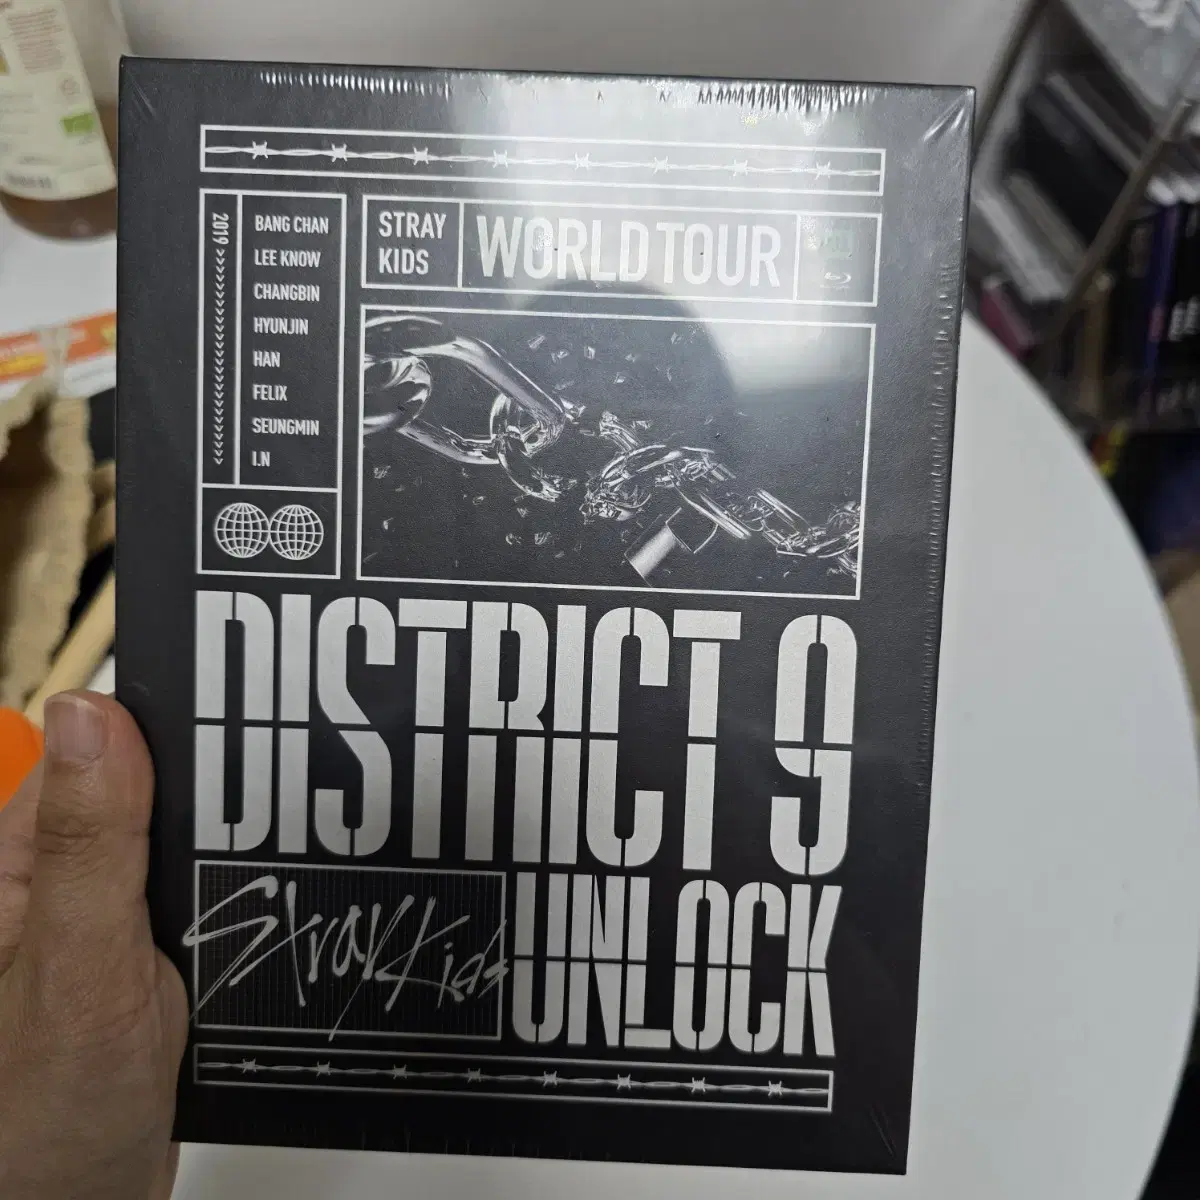 2019 >>>>>>>>>>>>>>>>>>>>
BANG CHAN
LEE KNOW
CHANGBIN
HYUNJIN
HAN
FELIX
SEUNGMIN
I.N
STRAY
KIDS
WORLD TOUR
DISTRICT 9
Stray Kids
UNLOCK